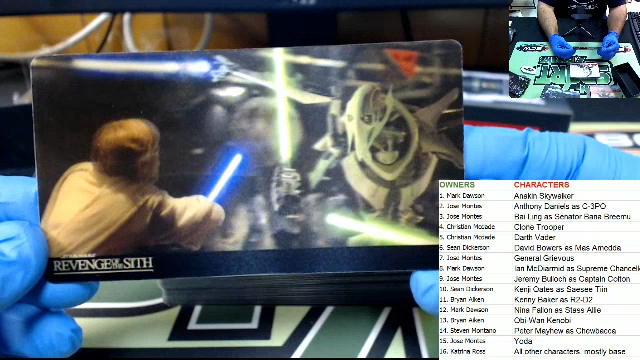 STAR WARS
REVENGE OF THE SITH
OWNERS CHARACTERS
1. Mark Dawson Anakin Skywalker
2. Jose Montes Anthony Daniels as C-3PO
3. Jose Montes Bai Ling as Senator Bana Breemu
4. Christian Mccade Clone Trooper
5. Christian Mccade Darth Vader
6. Sean Dickerson David Bowers as Mas Amedda
7. Jose Montes General Grievous
8. Mark Dawson Ian McDiarmid as Supreme Chancell
9. Jose Montes Jeremy Bulloch as Captain Colton
10. Sean Dickerson Kenji Oates as Saesee Tiin
11. Bryan Aiken Kenny Baker as R2-D2
12. Mark Dawson Nina Fallon as Stass Allie
13. Bryan Aiken Obi-Wan Kenobi
14. Steven Montano Peter Mayhew as Chewbacca
15. Jose Montes Yoda
16. Katrina Ross All other characters, mostly base